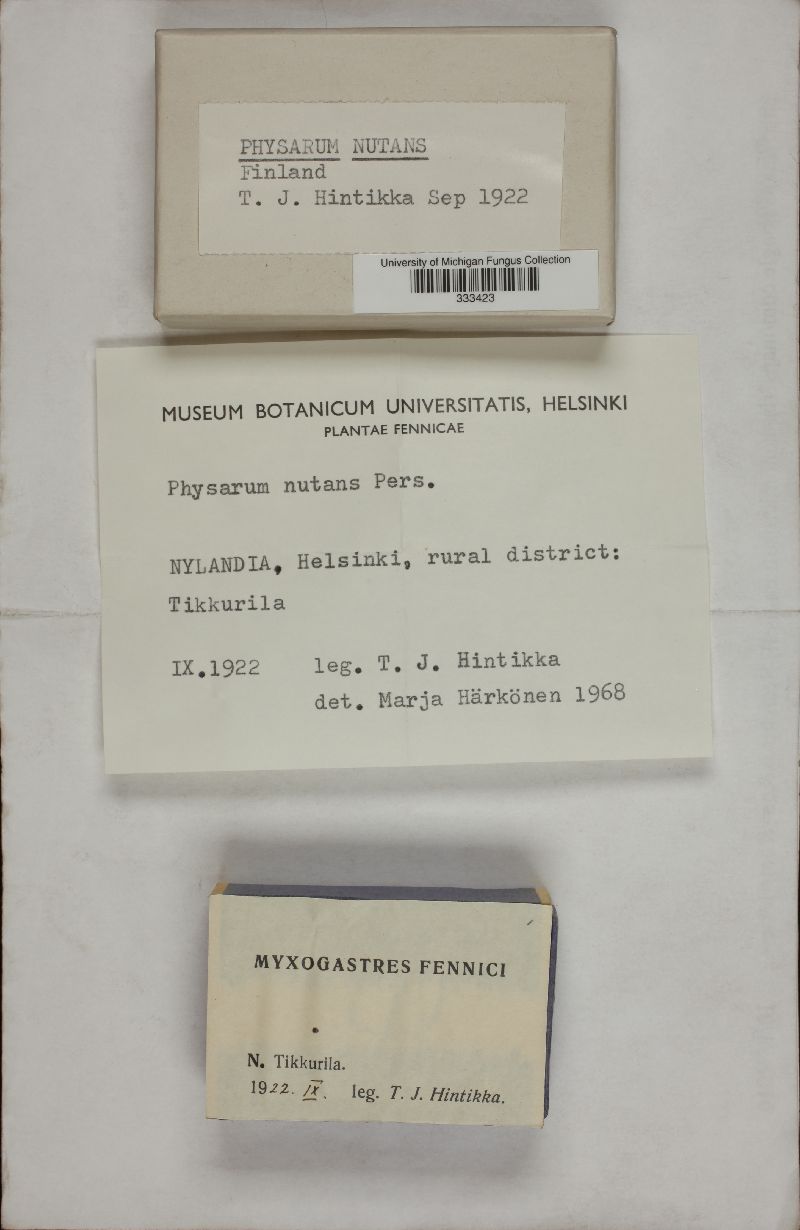 PHYSARUM NUTANS
Finland
T. J. Hintikka Sep 1922
University of Michigan Fungus Collection
333423
MUSEUM BOTANICUM UNIVERSITATIS, HELSINKI
PLANTAE FENNICAE
Physarum nutans Pers.
NYLANDIA, Helsinki, rural district:
Tikkurila
IX.1922 leg. T. J. Hintikka
det. Marja Härkönen 1968
MYXOGASTRES FENNICI
N. Tikkurila.
1922. IX. leg. T. J. Hintikka.